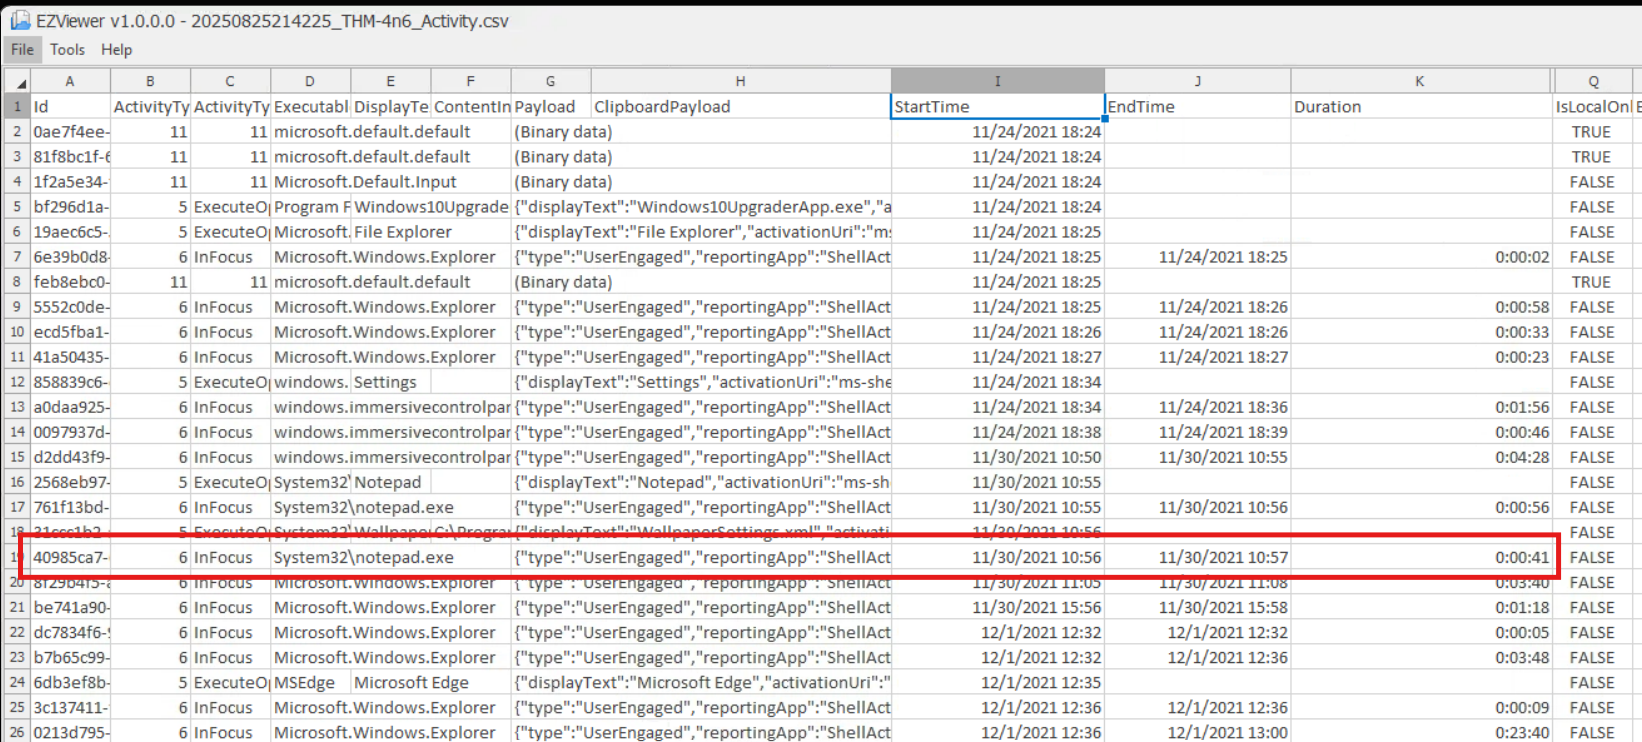 EZViewer v1.0.0.0 - 20250825214225_THM-4n6_Activity.csv
File Tools Help
A B C D E F G H I J K Q
1 Id ActivityTy ActivityTy Executabl DisplayTe ContentIn Payload ClipboardPayload StartTime EndTime Duration IsLocalOnl E
2 0ae7f4ee- 11 11 microsoft.default.default (Binary data) 11/24/2021 18:24 TRUE
3 81f8bc1f-6 11 11 microsoft.default.default (Binary data) 11/24/2021 18:24 TRUE
4 1f2a5e34- 11 11 Microsoft.Default.Input (Binary data) 11/24/2021 18:24 FALSE
5 bf296d1a- 5 ExecuteOp Program F Windows10Upgrade {"displayText":"Windows10UpgraderApp.exe","a 11/24/2021 18:24 FALSE
6 19aec6c5- 5 ExecuteOp Microsoft. File Explorer {"displayText":"File Explorer","activationUri":"ms 11/24/2021 18:25 FALSE
7 6e39b0d8- 6 InFocus Microsoft.Windows.Explorer {"type":"UserEngaged","reportingApp":"ShellAct 11/24/2021 18:25 11/24/2021 18:25 0:00:02 FALSE
8 feb8ebc0- 11 11 microsoft.default.default (Binary data) 11/24/2021 18:25 TRUE
9 5552c0de- 6 InFocus Microsoft.Windows.Explorer {"type":"UserEngaged","reportingApp":"ShellAct 11/24/2021 18:25 11/24/2021 18:26 0:00:58 FALSE
10 ecd5fba1- 6 InFocus Microsoft.Windows.Explorer {"type":"UserEngaged","reportingApp":"ShellAct 11/24/2021 18:26 11/24/2021 18:26 0:00:33 FALSE
11 41a50435- 6 InFocus Microsoft.Windows.Explorer {"type":"UserEngaged","reportingApp":"ShellAct 11/24/2021 18:27 11/24/2021 18:27 0:00:23 FALSE
12 858839c6- 5 ExecuteOp windows. Settings {"displayText":"Settings","activationUri":"ms-she 11/24/2021 18:34 FALSE
13 a0daa925- 6 InFocus windows.immersivecontrolpar {"type":"UserEngaged","reportingApp":"ShellAct 11/24/2021 18:34 11/24/2021 18:36 0:01:56 FALSE
14 0097937d- 6 InFocus windows.immersivecontrolpar {"type":"UserEngaged","reportingApp":"ShellAct 11/24/2021 18:38 11/24/2021 18:39 0:00:46 FALSE
15 d2dd43f9- 6 InFocus windows.immersivecontrolpar {"type":"UserEngaged","reportingApp":"ShellAct 11/30/2021 10:50 11/30/2021 10:55 0:04:28 FALSE
16 2568eb97- 5 ExecuteOp System32\ Notepad {"displayText":"Notepad","activationUri":"ms-she 11/30/2021 10:55 FALSE
17 761f13bd- 6 InFocus System32\notepad.exe {"type":"UserEngaged","reportingApp":"ShellAct 11/30/2021 10:55 11/30/2021 10:56 0:00:56 FALSE
18 31ccc1b2- 5 ExecuteOp System32\ Wallpaper C:\Program {"displayText":"WallpaperSettings.xml","activati 11/30/2021 10:56 FALSE
19 40985ca7- 6 InFocus System32\notepad.exe {"type":"UserEngaged","reportingApp":"ShellAct 11/30/2021 10:56 11/30/2021 10:57 0:00:41 FALSE
20 8f29b4f5-a 6 InFocus Microsoft.Windows.Explorer {"type":"UserEngaged","reportingApp":"ShellAct 11/30/2021 11:05 11/30/2021 11:08 0:03:40 FALSE
21 be741a90- 6 InFocus Microsoft.Windows.Explorer {"type":"UserEngaged","reportingApp":"ShellAct 11/30/2021 15:56 11/30/2021 15:58 0:01:18 FALSE
22 dc7834f6-9 6 InFocus Microsoft.Windows.Explorer {"type":"UserEngaged","reportingApp":"ShellAct 12/1/2021 12:32 12/1/2021 12:32 0:00:05 FALSE
23 b7b65c99- 6 InFocus Microsoft.Windows.Explorer {"type":"UserEngaged","reportingApp":"ShellAct 12/1/2021 12:32 12/1/2021 12:36 0:03:48 FALSE
24 6db3ef8b- 5 ExecuteOp MSEdge Microsoft Edge {"displayText":"Microsoft Edge","activationUri":" 12/1/2021 12:35 FALSE
25 3c137411- 6 InFocus Microsoft.Windows.Explorer {"type":"UserEngaged","reportingApp":"ShellAct 12/1/2021 12:36 12/1/2021 12:36 0:00:09 FALSE
26 0213d795- 6 InFocus Microsoft.Windows.Explorer {"type":"UserEngaged","reportingApp":"ShellAct 12/1/2021 12:36 12/1/2021 13:00 0:23:40 FALSE